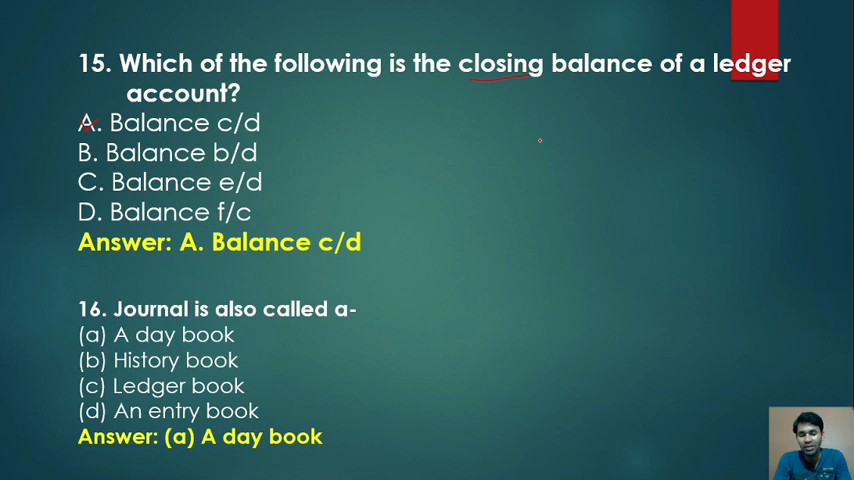 15. Which of the following is the closing balance of a ledger
account?
A. Balance c/d
B. Balance b/d
C. Balance e/d
D. Balance f/c
Answer: A. Balance c/d
16. Journal is also called a-
(a) A day book
(b) History book
(c) Ledger book
(d) An entry book
Answer: (a) A day book